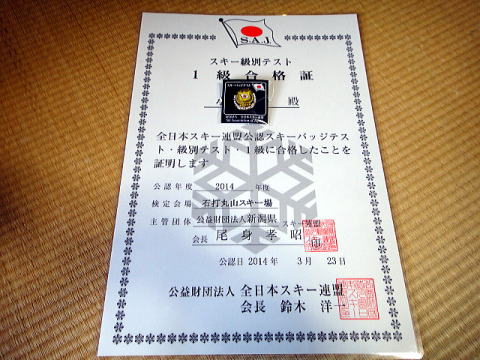 S.A.J.
スキー級別テスト
1級合格証
殿
全日本スキー連盟公認スキーバッジテス
ト・級別テスト・1級に合格したことを
証明します
公認年度 2014 年度
検定会場 石打丸山スキー場
主管団体 公益財団法人新潟県スキー連盟
会長 尾身孝昭
公認日 2014年 3月 23日
公益財団法人 全日本スキー連盟
会長 鈴木 洋一